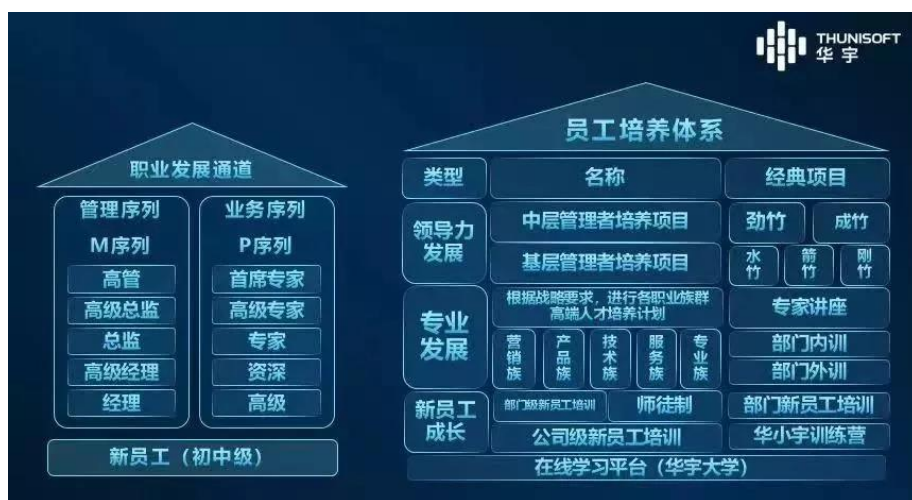 THUNISOFT
华宇
职业发展通道
管理序列
M序列
高管
高级总监
总监
高级经理
经理
业务序列
P序列
首席专家
高级专家
专家
资深
高级
新员工（初中级）
员工培养体系
类型
名称
经典项目
领导力
发展
中层管理者培养项目
劲竹
成竹
基层管理者培养项目
水竹
箭竹
刚竹
专业
发展
根据战略要求，进行各职业族群
高端人才培养计划
专家讲座
营销族
产品族
技术族
服务族
专业族
部门内训
部门外训
新员工
成长
部门级新员工培训
师徒制
部门新员工培训
公司级新员工培训
华小宇训练营
在线学习平台（华宇大学）